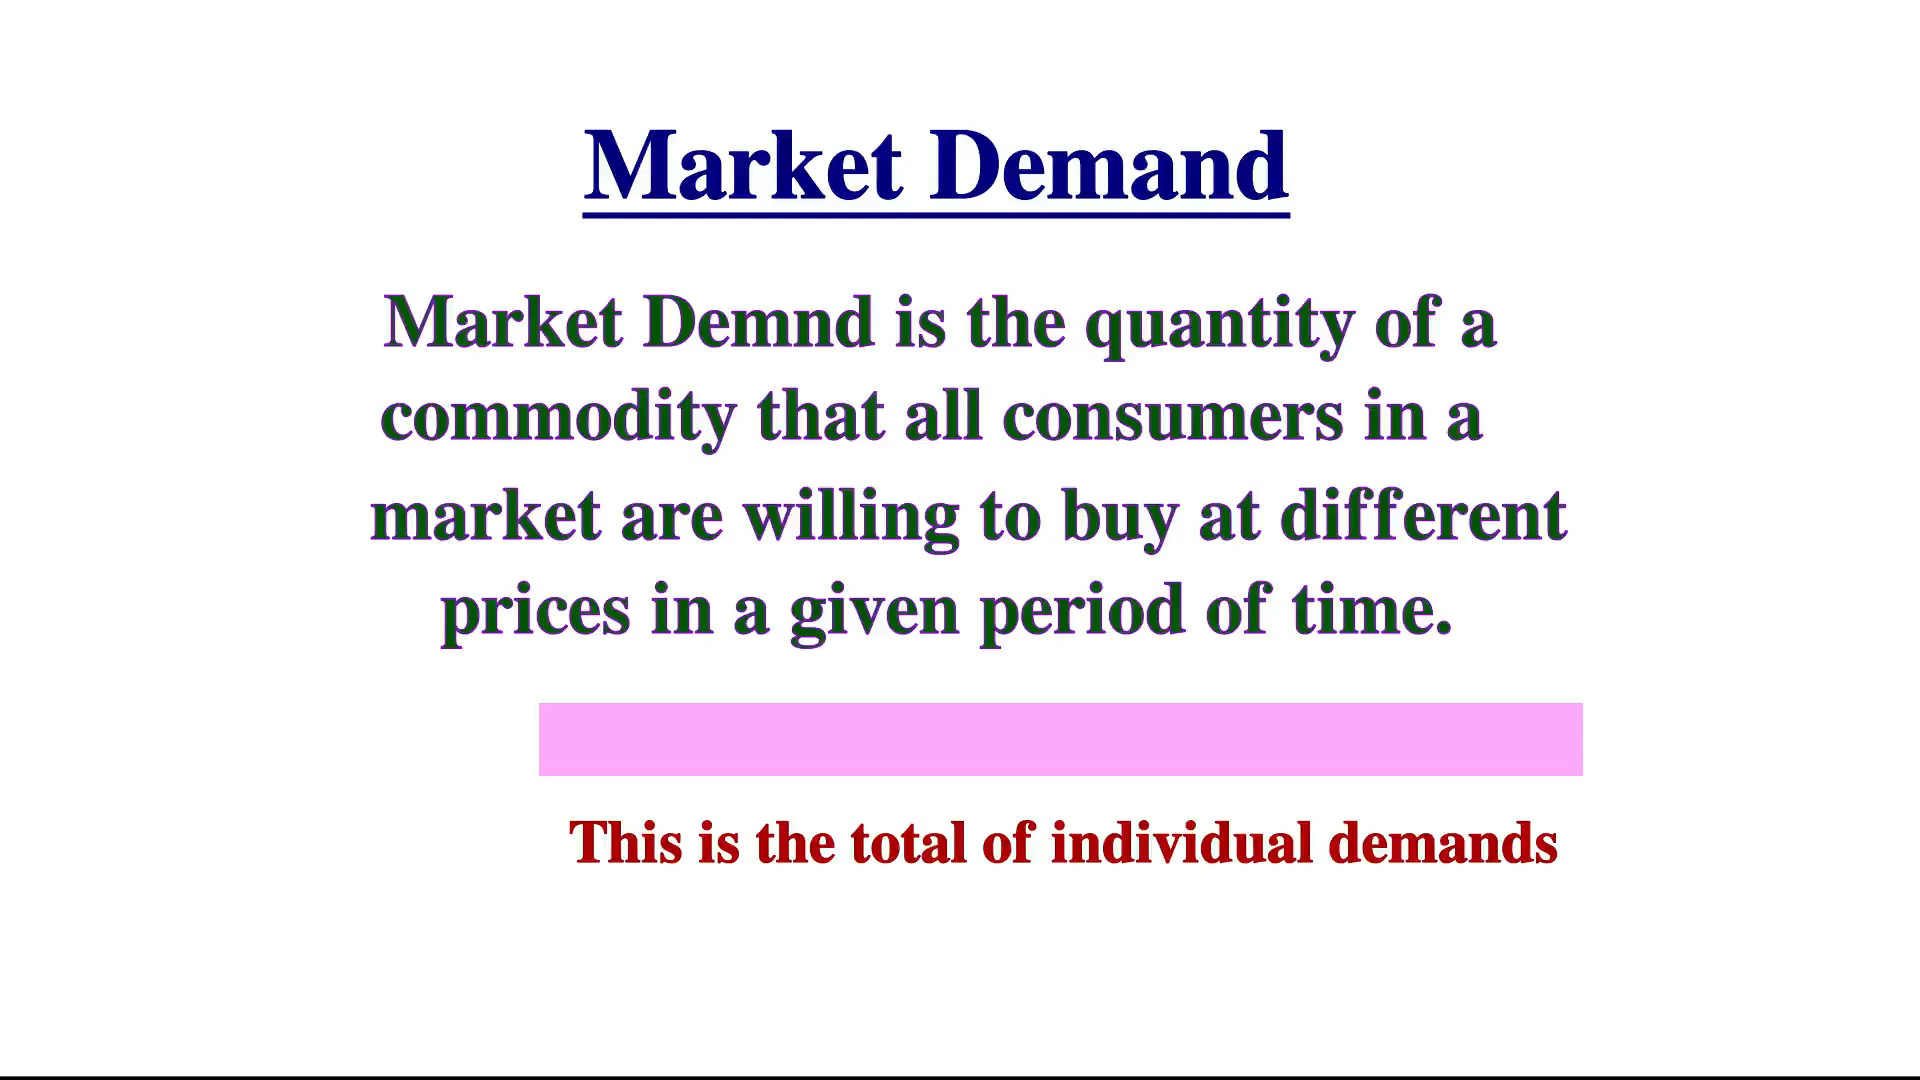 Market Demand
Market Demnd is the quantity of a
commodity that all consumers in a
market are willing to buy at different
prices in a given period of time.
This is the total of individual demands